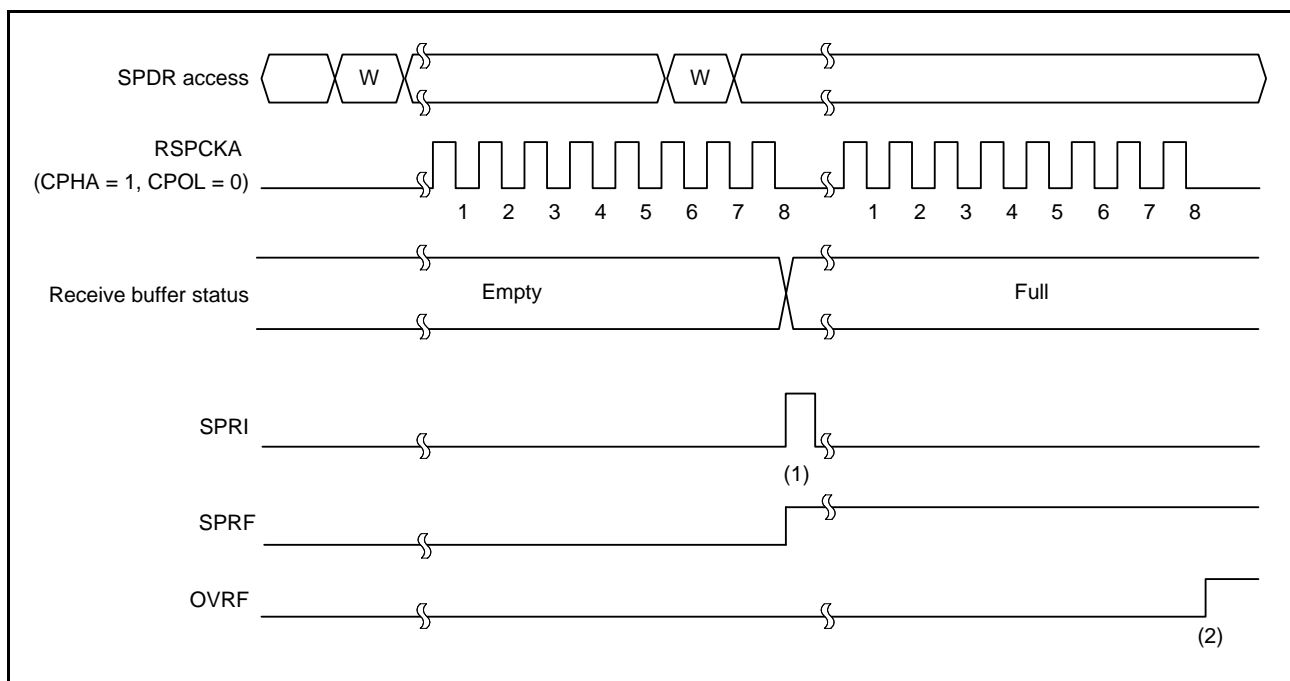 SPDR access W W
RSPCKA
(CPHA = 1, CPOL = 0)
1 2 3 4 5 6 7 8 1 2 3 4 5 6 7 8
Receive buffer status Empty Full
SPRI
(1)
SPRF
OVRF
(2)